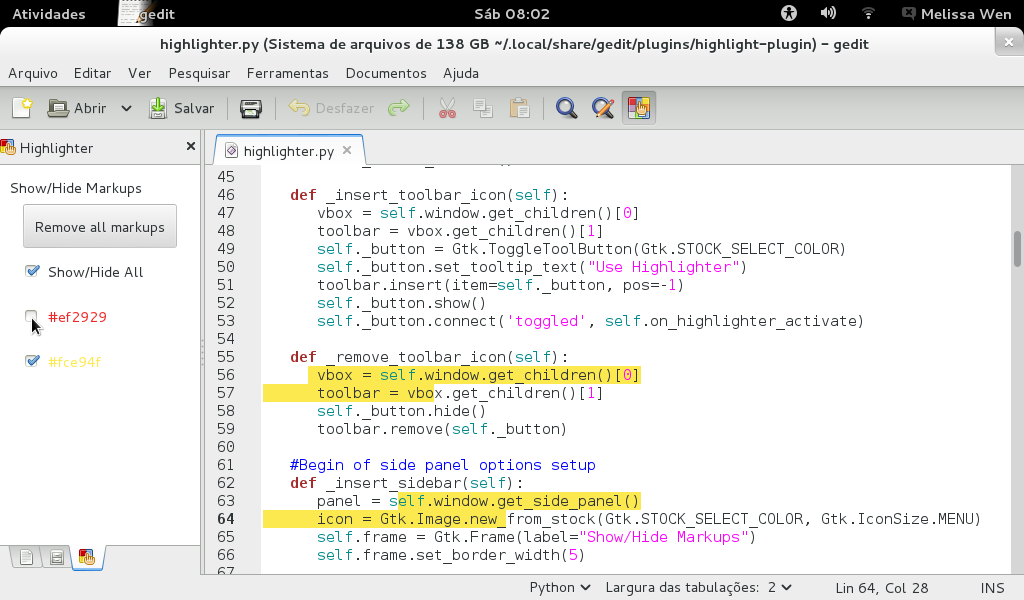 Atividades gedit Sáb 08:02 Melissa Wen
highlighter.py (Sistema de arquivos de 138 GB ~/.local/share/gedit/plugins/highlight-plugin) – gedit
Arquivo Editar Ver Pesquisar Ferramentas Documentos Ajuda
Abrir Salvar Desfazer
Highlighter
Show/Hide Markups
Remove all markups
Show/Hide All
#ef2929
#fce94f
highlighter.py
45
46 def _insert_toolbar_icon(self):
47 vbox = self.window.get_children()[0]
48 toolbar = vbox.get_children()[1]
49 self._button = Gtk.ToggleToolButton(Gtk.STOCK_SELECT_COLOR)
50 self._button.set_tooltip_text("Use Highlighter")
51 toolbar.insert(item=self._button, pos=-1)
52 self._button.show()
53 self._button.connect('toggled', self.on_highlighter_activate)
54
55 def _remove_toolbar_icon(self):
56 vbox = self.window.get_children()[0]
57 toolbar = vbox.get_children()[1]
58 self._button.hide()
59 toolbar.remove(self._button)
60
61 #Begin of side panel options setup
62 def _insert_sidebar(self):
63 panel = self.window.get_side_panel()
64 icon = Gtk.Image.new_from_stock(Gtk.STOCK_SELECT_COLOR, Gtk.IconSize.MENU)
65 self.frame = Gtk.Frame(label="Show/Hide Markups")
66 self.frame.set_border_width(5)
67
Python Largura das tabulações: 2 Lin 64, Col 28 INS